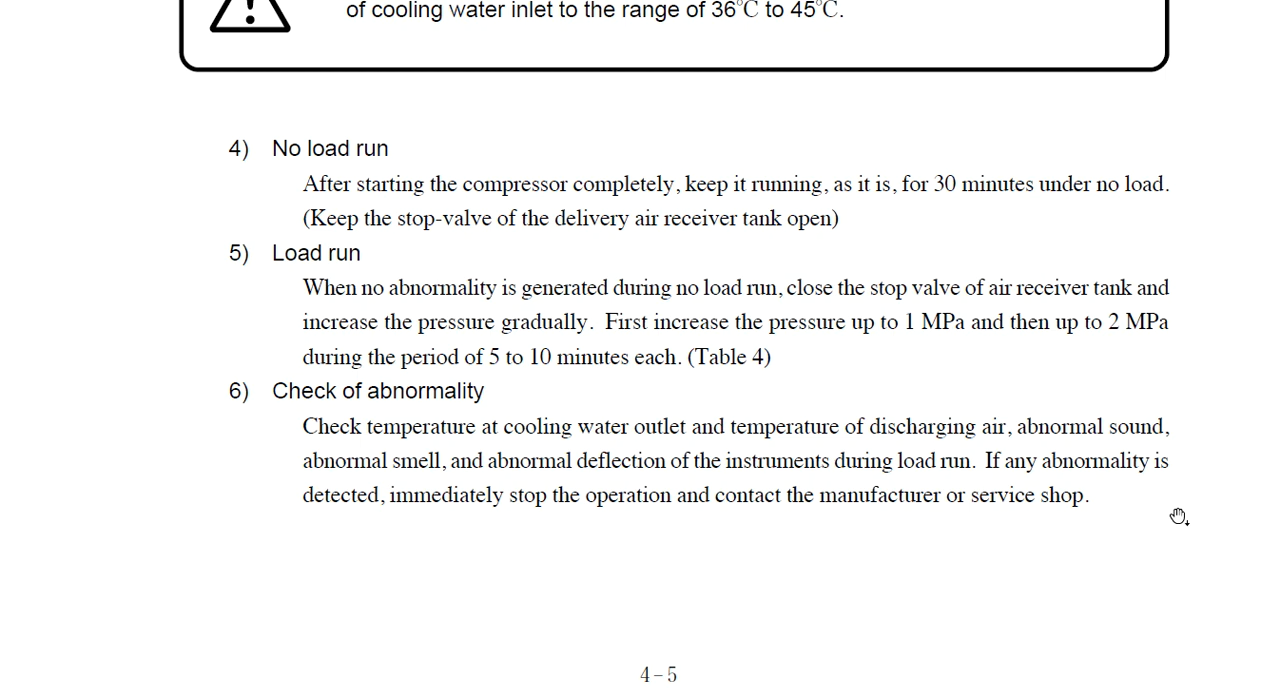 of cooling water inlet to the range of 36℃ to 45℃.
4) No load run
After starting the compressor completely, keep it running, as it is, for 30 minutes under no load.
(Keep the stop-valve of the delivery air receiver tank open)
5) Load run
When no abnormality is generated during no load run, close the stop valve of air receiver tank and
increase the pressure gradually. First increase the pressure up to 1 MPa and then up to 2 MPa
during the period of 5 to 10 minutes each. (Table 4)
6) Check of abnormality
Check temperature at cooling water outlet and temperature of discharging air, abnormal sound,
abnormal smell, and abnormal deflection of the instruments during load run. If any abnormality is
detected, immediately stop the operation and contact the manufacturer or service shop.
4-5